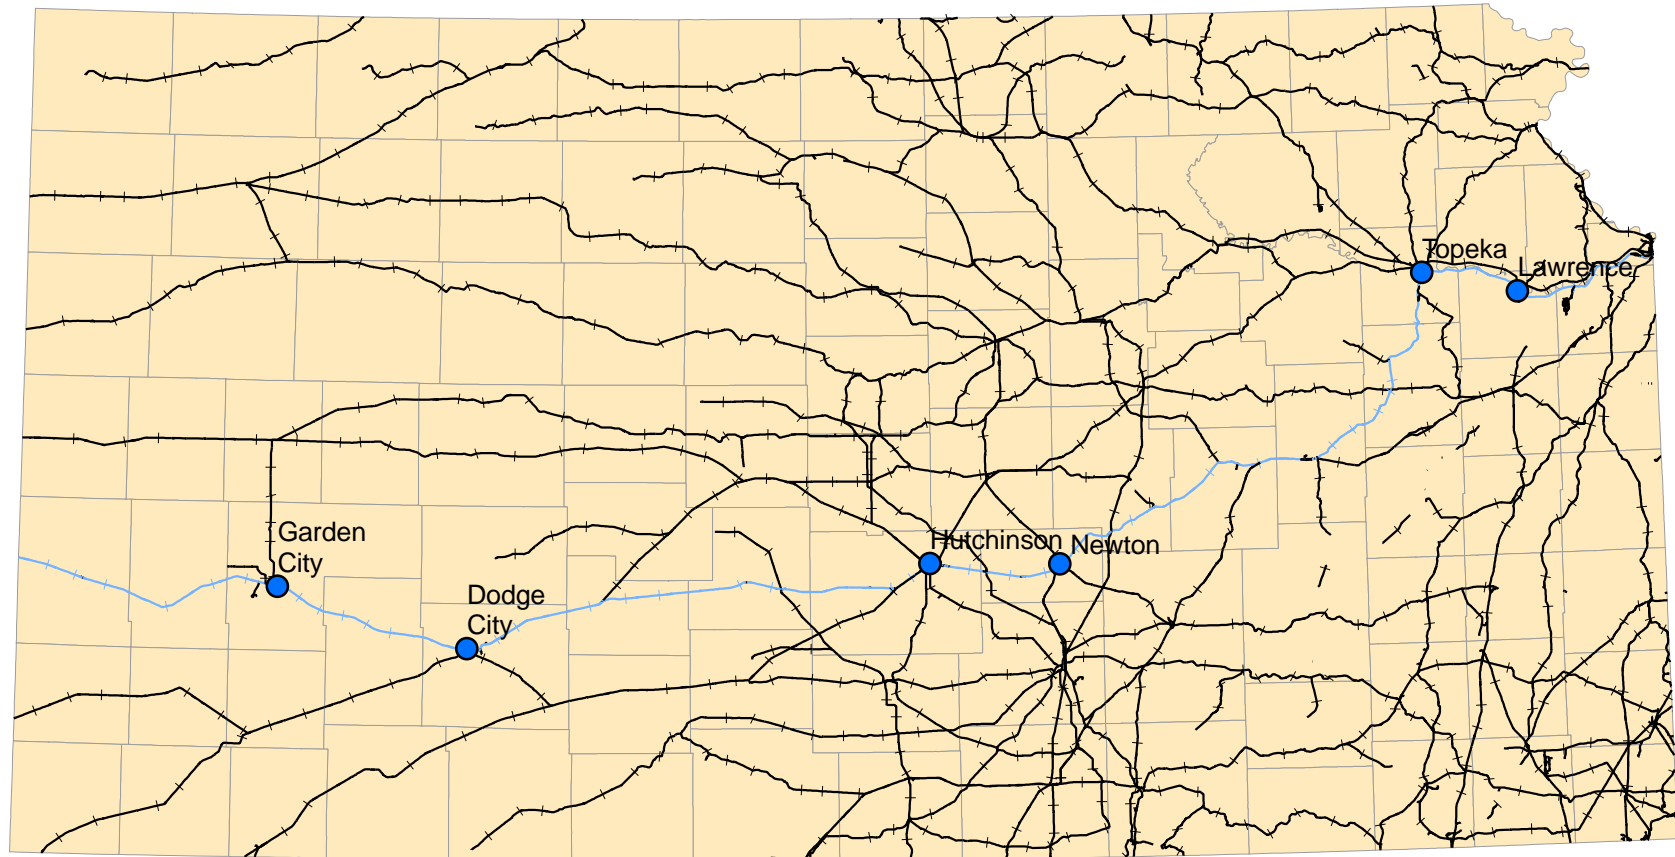 Topeka
Lawrence
Garden
City
Hutchinson
Newton
Dodge
City